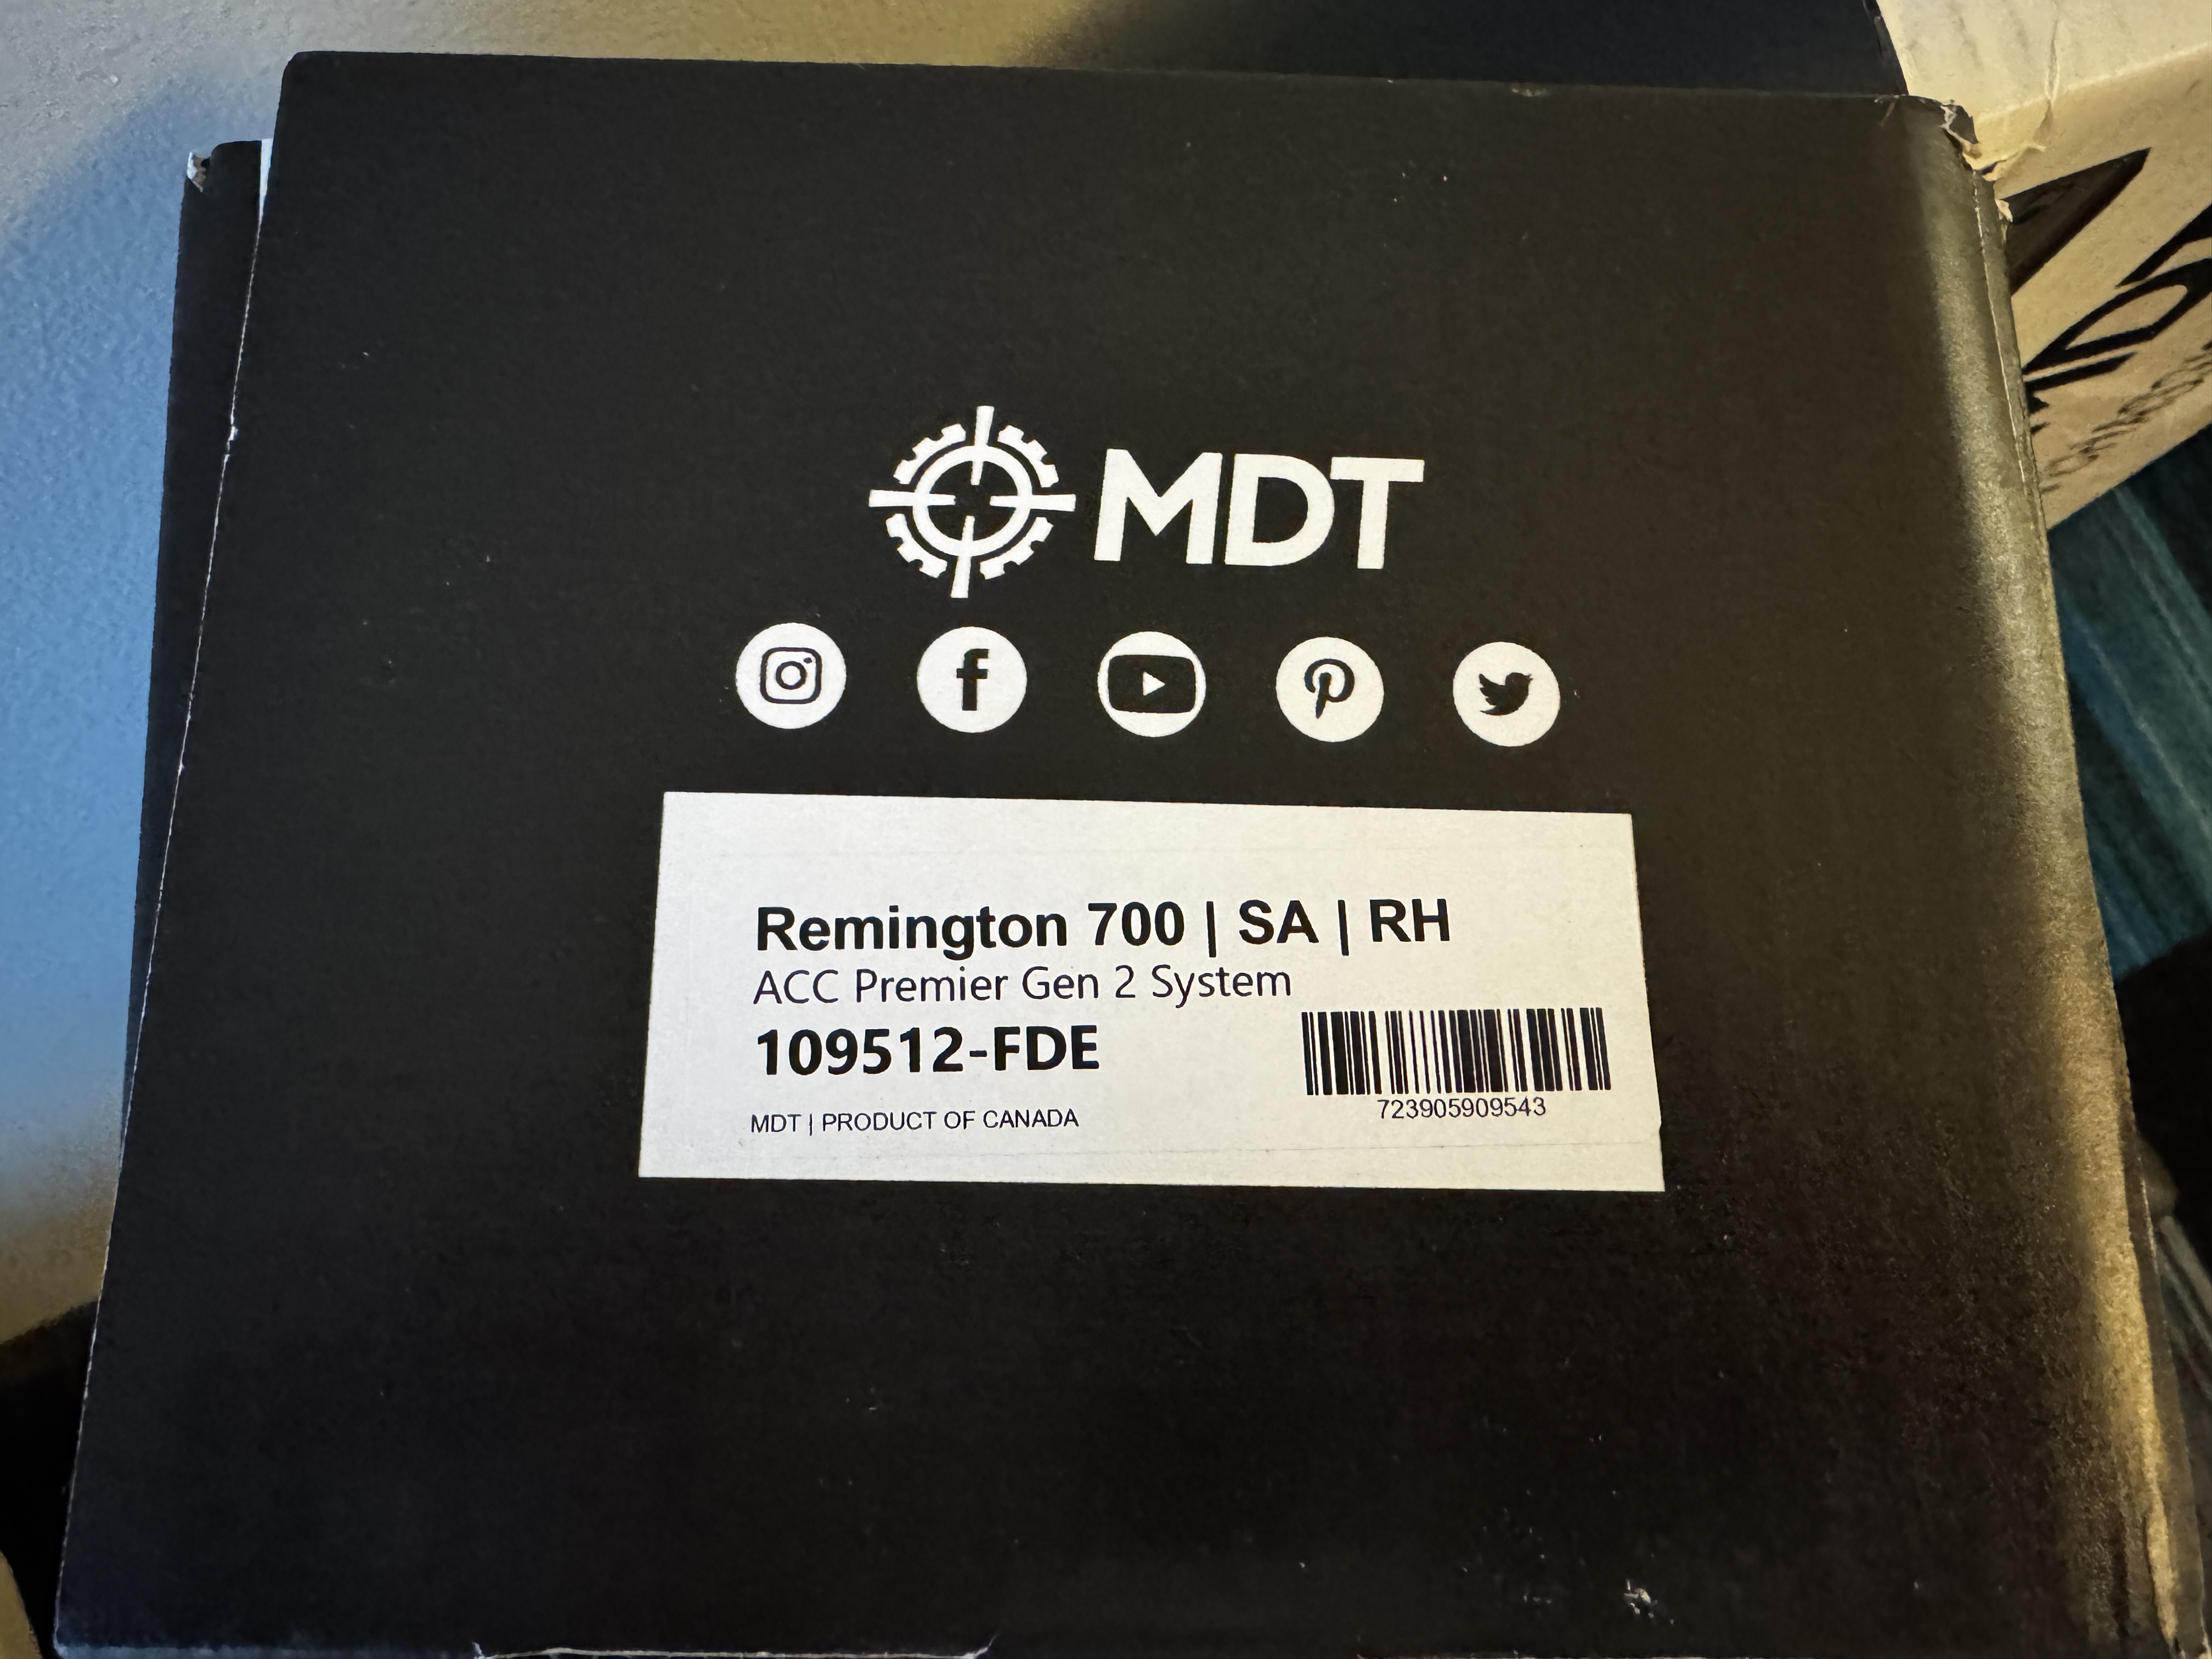 MDT
Remington 700 | SA | RH
ACC Premier Gen 2 System
109512-FDE
723905909543
MDT | PRODUCT OF CANADA